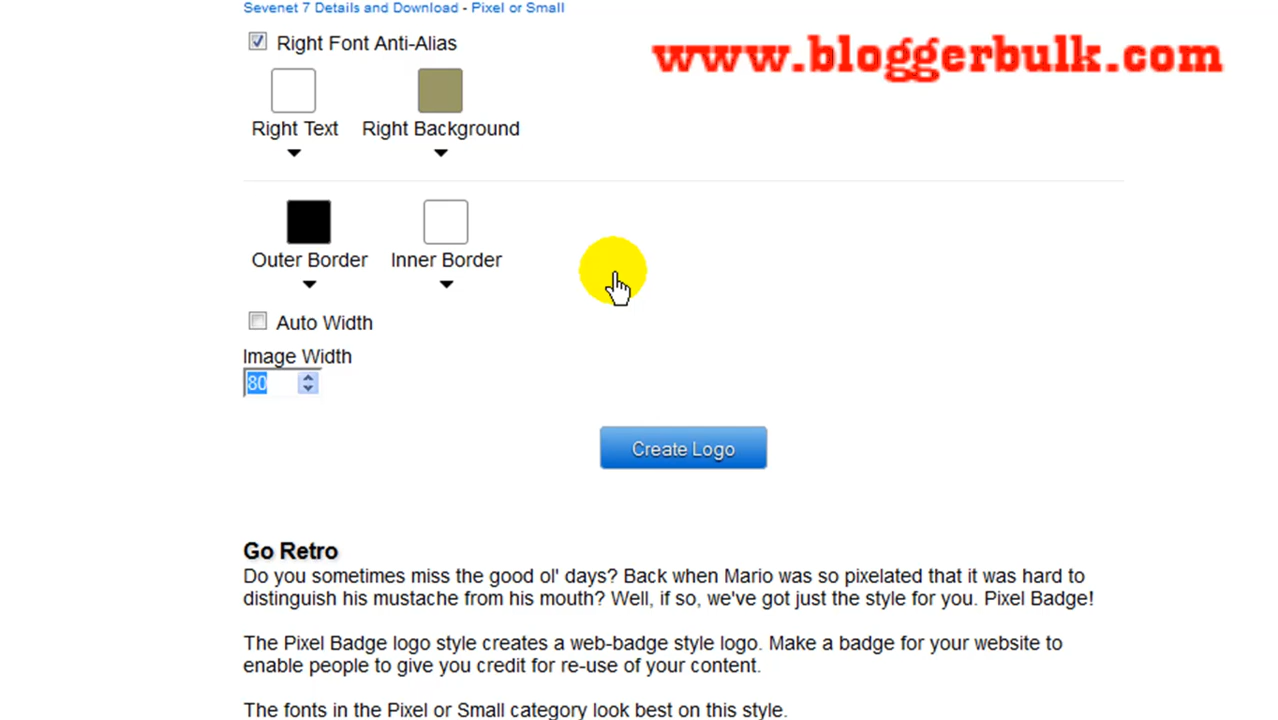 Sevenet 7 Details and Download - Pixel or Small
www.bloggerbulk.com
Right Font Anti-Alias
Right Text Right Background
Outer Border Inner Border
Auto Width
Image Width
80
Create Logo
Go Retro
Do you sometimes miss the good ol' days? Back when Mario was so pixelated that it was hard to
distinguish his mustache from his mouth? Well, if so, we've got just the style for you. Pixel Badge!
The Pixel Badge logo style creates a web-badge style logo. Make a badge for your website to
enable people to give you credit for re-use of your content.
The fonts in the Pixel or Small category look best on this style.